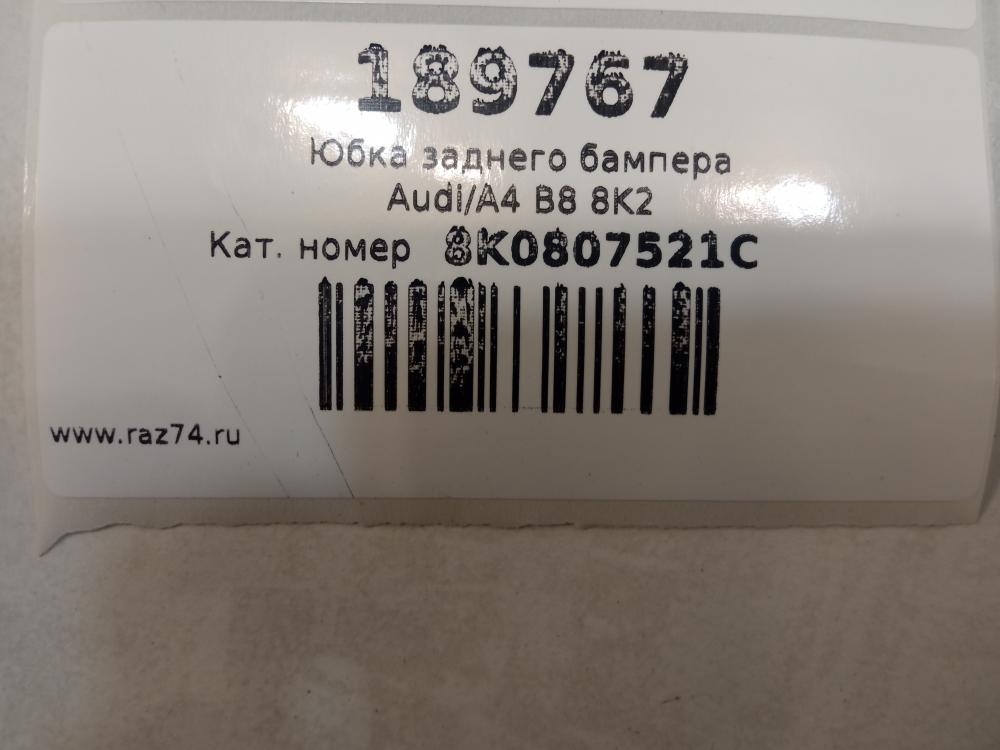 189767
Юбка заднего бампера
Audi/A4 B8 8K2
Кат. номер 8K0807521C
www.raz74.ru